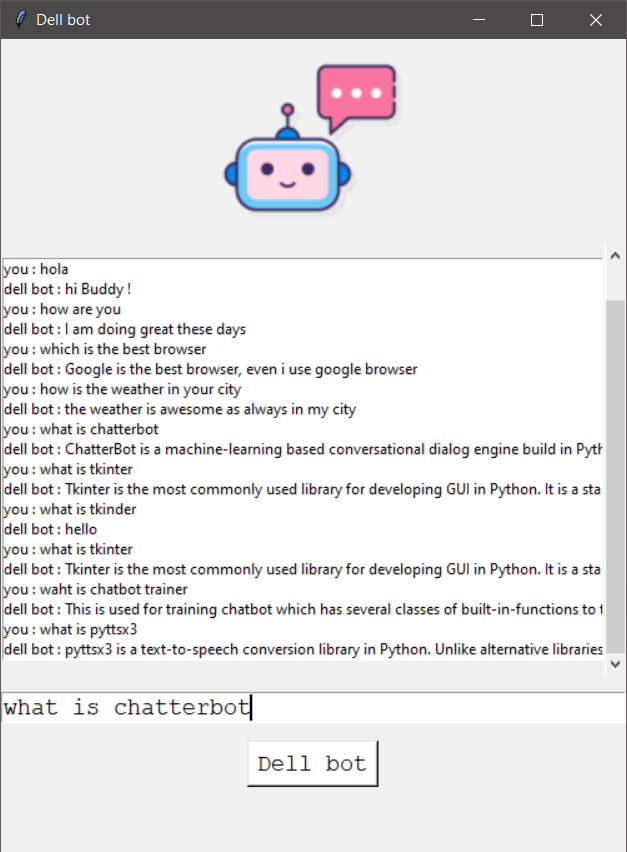 Dell bot
you : hola
dell bot : hi Buddy !
you : how are you
dell bot : I am doing great these days
you : which is the best browser
dell bot : Google is the best browser, even i use google browser
you : how is the weather in your city
dell bot : the weather is awesome as always in my city
you : what is chatterbot
dell bot : ChatterBot is a machine-learning based conversational dialog engine build in Pyth
you : what is tkinter
dell bot : Tkinter is the most commonly used library for developing GUI in Python. It is a sta
you : what is tkinder
dell bot : hello
you : what is tkinter
dell bot : Tkinter is the most commonly used library for developing GUI in Python. It is a sta
you : waht is chatbot trainer
dell bot : This is used for training chatbot which has several classes of built-in-functions to t
you : what is pyttsx3
dell bot : pyttsx3 is a text-to-speech conversion library in Python. Unlike alternative libraries
what is chatterbot
Dell bot